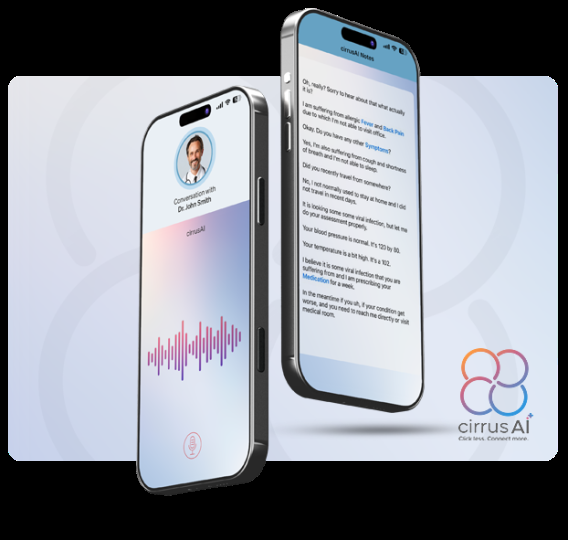 Conversation with
Dr. John Smith
cirrusAI
cirrusAI Notes
Oh, really? Sorry to hear about that what actually
it is?
I am suffering from allergic Fever and Back Pain
due to which I'm not able to visit office.
Okay. Do you have any other Symptoms?
Yes, I'm also suffering from cough and shortness
of breath and I'm not able to sleep.
Did you recently travel from somewhere?
No, I not normally used to stay at home and I did
not travel in recent days.
It is looking some some viral infection, but let me
do your assessment properly.
Your blood pressure is normal. It's 120 by 80.
Your temperature is a bit high. It's a 102.
I believe it is some viral infection that you are
suffering from and I am prescribing your
Medication for a week.
In the meantime if you uh, if your condition get
worse, and you need to reach me directly or visit
medical room.
cirrus AI
Click less. Connect more.